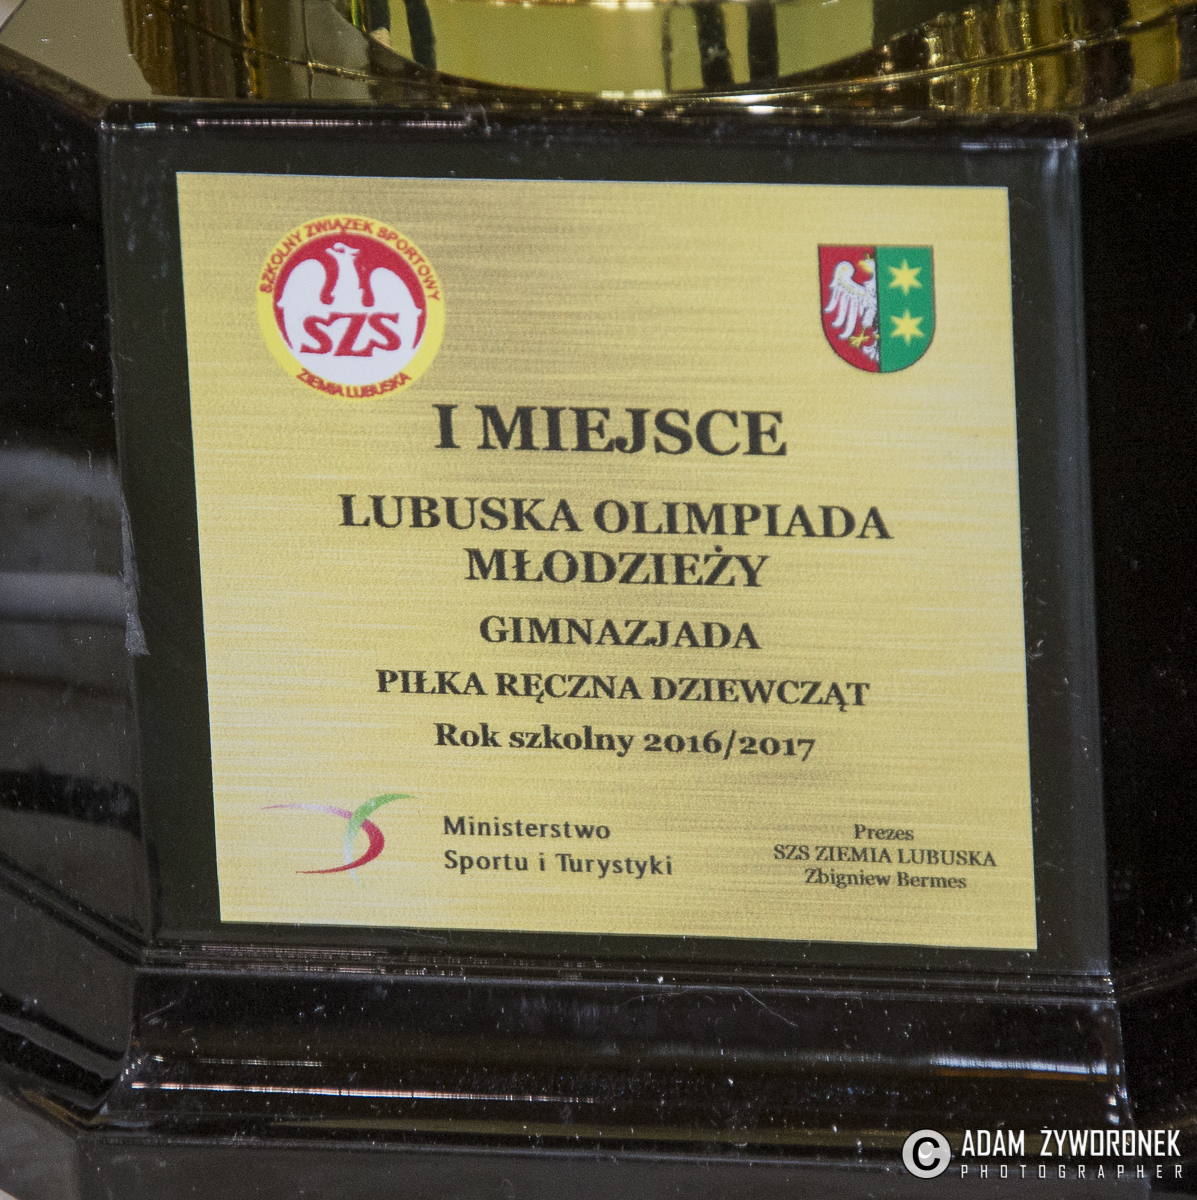 SZKOLNY ZWIĄZEK SPORTOWY
SZS
ZIEMIA LUBUSKA
I MIEJSCE
LUBUSKA OLIMPIADA
MŁODZIEŻY
GIMNAZJADA
PIŁKA RĘCZNA DZIEWCZĄT
Rok szkolny 2016/2017
Ministerstwo
Sportu i Turystyki
Prezes
SZS ZIEMIA LUBUSKA
Zbigniew Bermes
© ADAM ŻYWORONEK
PHOTOGRAPHER